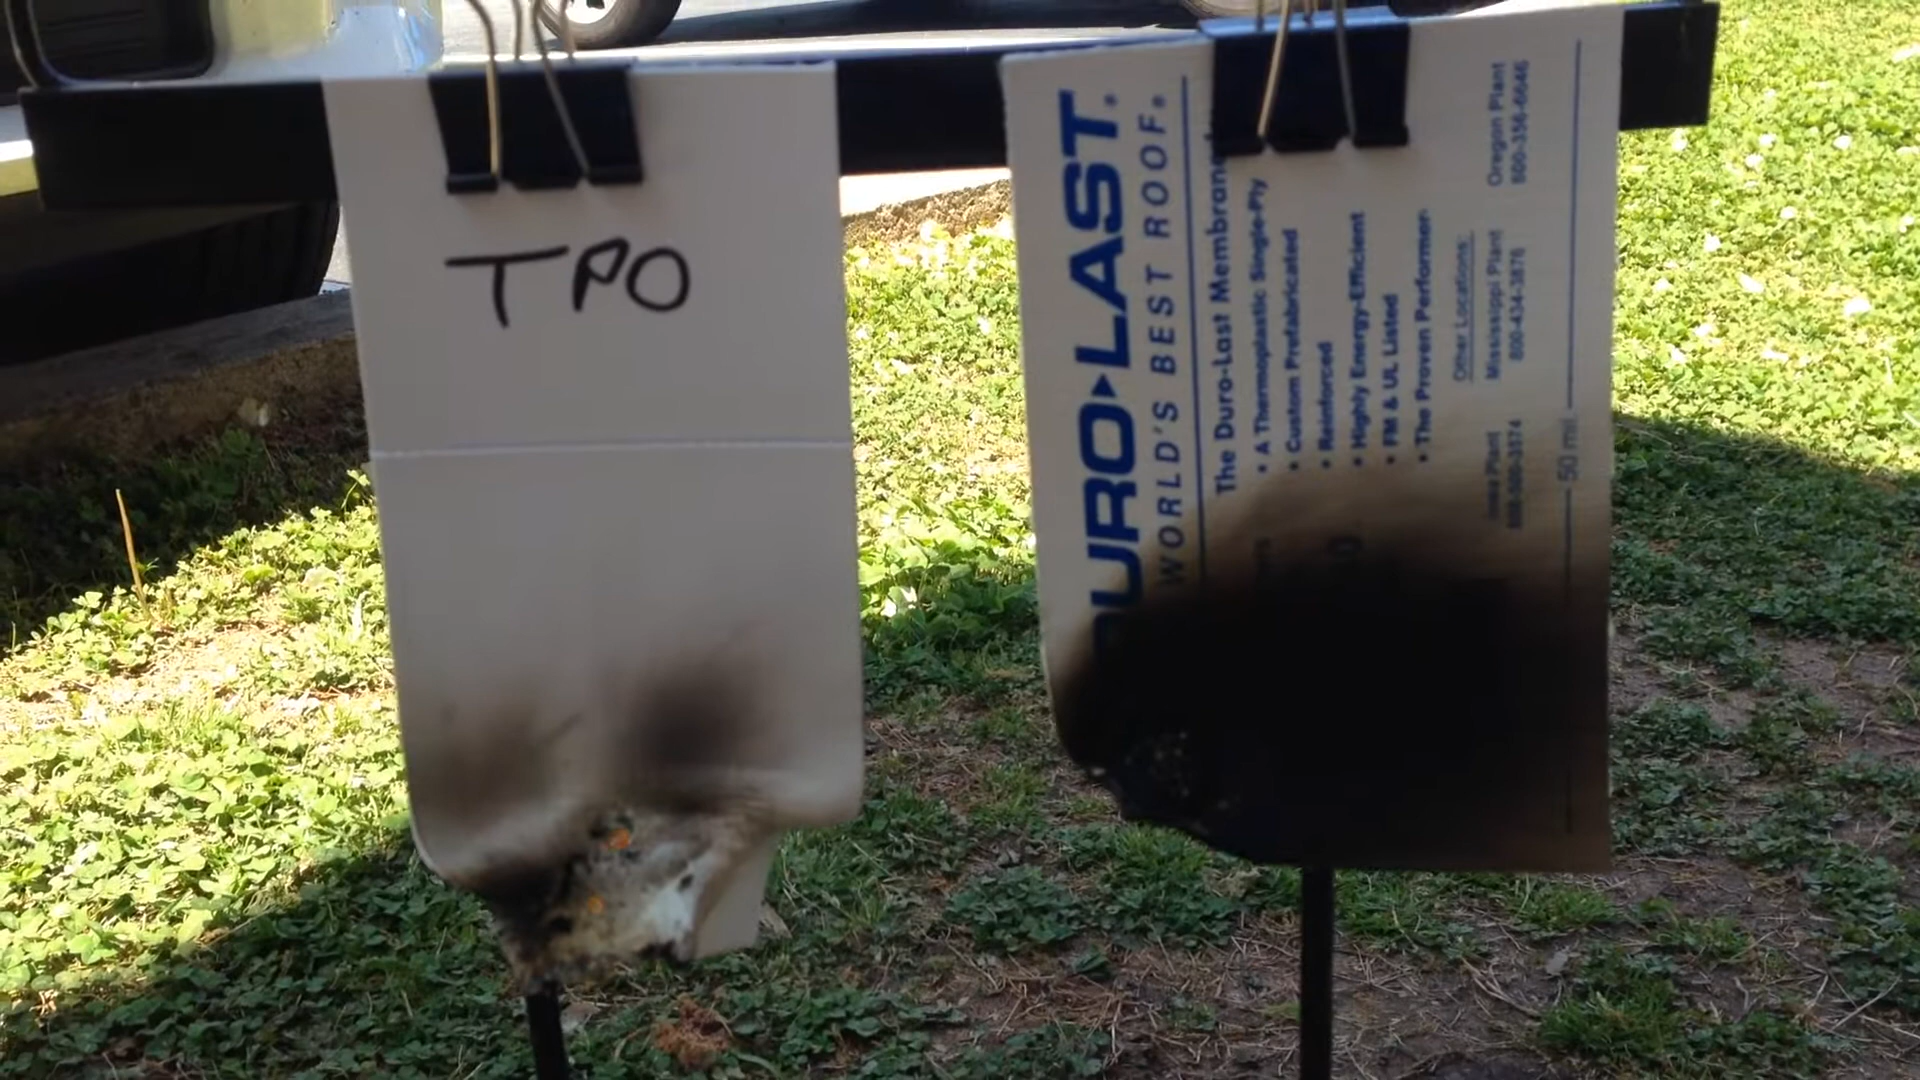 TPO
DURO-LAST®
WORLD'S BEST ROOF®
The Duro-Last Membrane
• A Thermoplastic Single-Ply
• Custom Prefabricated
• Reinforced
• Highly Energy-Efficient
• FM & UL Listed
• The Proven Performer
Other Locations:
Plant
Mississippi Plant
Oregon Plant
800-434-3876
800-356-6646
50 mil